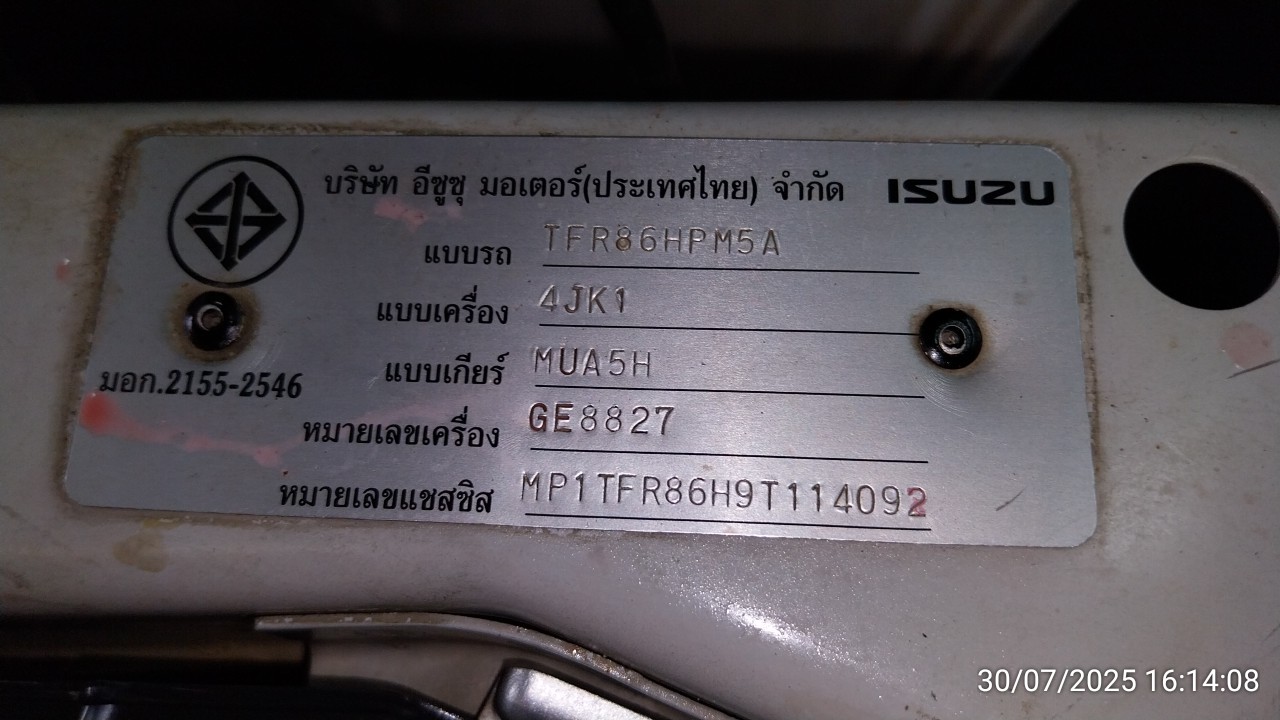 บริษัท อีซูซุ มอเตอร์(ประเทศไทย) จำกัด ISUZU
แบบรถ TFR86HPM5A
แบบเครื่อง 4JK1
แบบเกียร์ MUA5H
มอก.2155-2546
หมายเลขเครื่อง GE8827
หมายเลขแชสซิส MP1TFR86H9T114092
30/07/2025 16:14:08